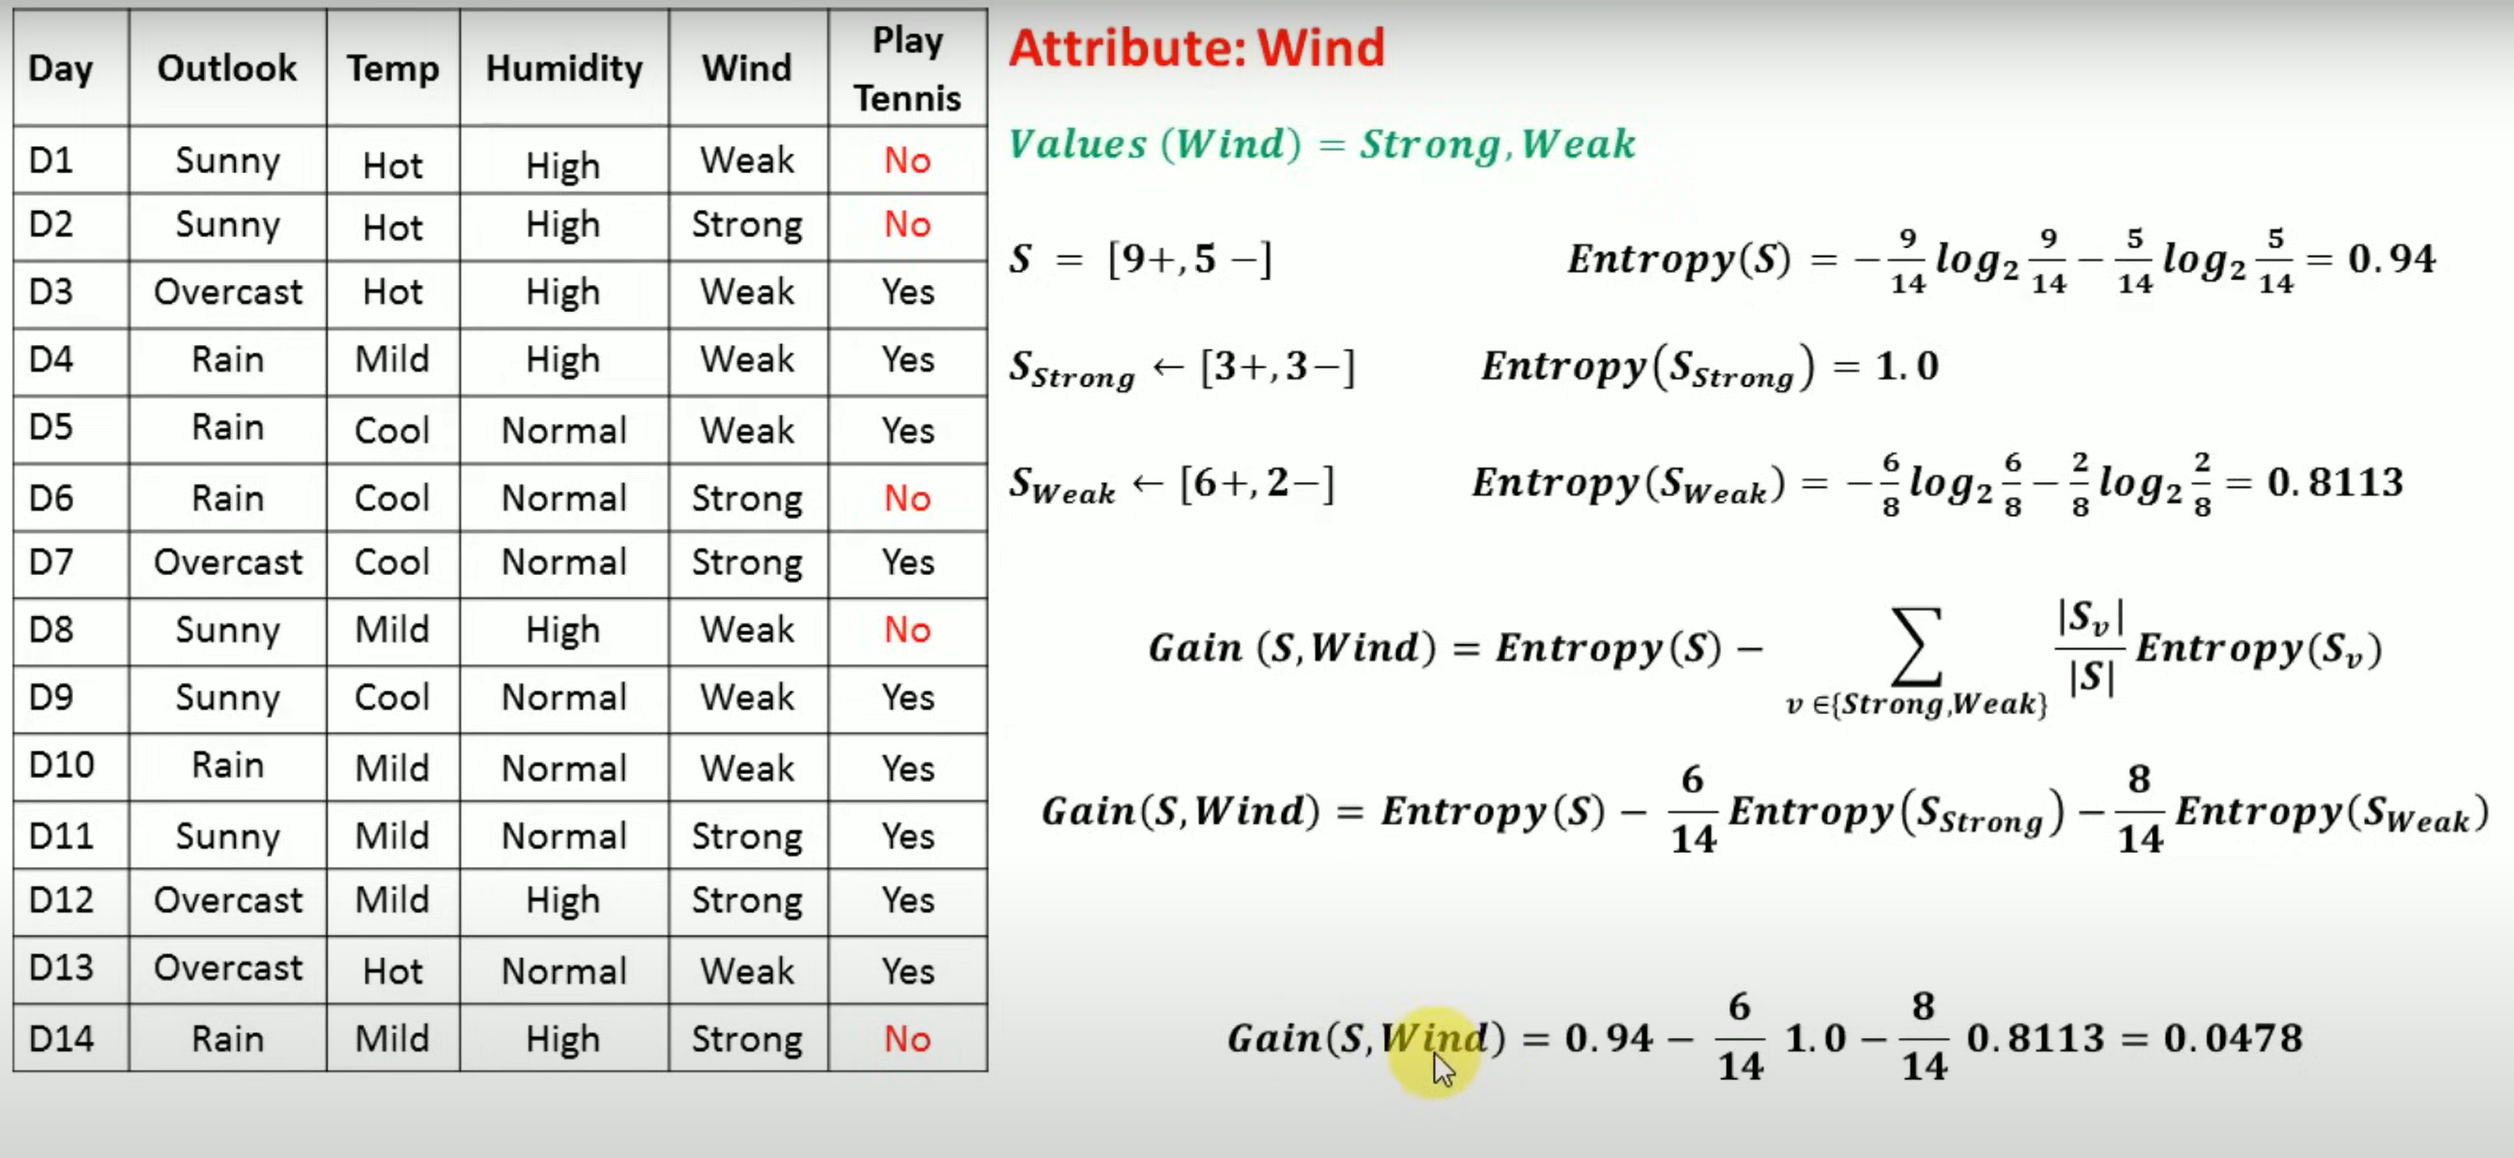 Day Outlook Temp Humidity Wind Play Tennis
D1 Sunny Hot High Weak No
D2 Sunny Hot High Strong No
D3 Overcast Hot High Weak Yes
D4 Rain Mild High Weak Yes
D5 Rain Cool Normal Weak Yes
D6 Rain Cool Normal Strong No
D7 Overcast Cool Normal Strong Yes
D8 Sunny Mild High Weak No
D9 Sunny Cool Normal Weak Yes
D10 Rain Mild Normal Weak Yes
D11 Sunny Mild Normal Strong Yes
D12 Overcast Mild High Strong Yes
D13 Overcast Hot Normal Weak Yes
D14 Rain Mild High Strong No
Attribute: Wind
Values (Wind) = Strong, Weak
S = [9+, 5 −] Entropy(S) = −9/14 log₂ 9/14 − 5/14 log₂ 5/14 = 0.94
S_Strong ← [3+, 3−] Entropy(S_Strong) = 1.0
S_Weak ← [6+, 2−] Entropy(S_Weak) = −6/8 log₂ 6/8 − 2/8 log₂ 2/8 = 0.8113
Gain (S, Wind) = Entropy(S) − ∑ v ∈{Strong,Weak} |S_v|/|S| Entropy(S_v)
Gain(S, Wind) = Entropy(S) − 6/14 Entropy(S_Strong) − 8/14 Entropy(S_Weak)
Gain(S, Wind) = 0.94 − 6/14 1.0 − 8/14 0.8113 = 0.0478